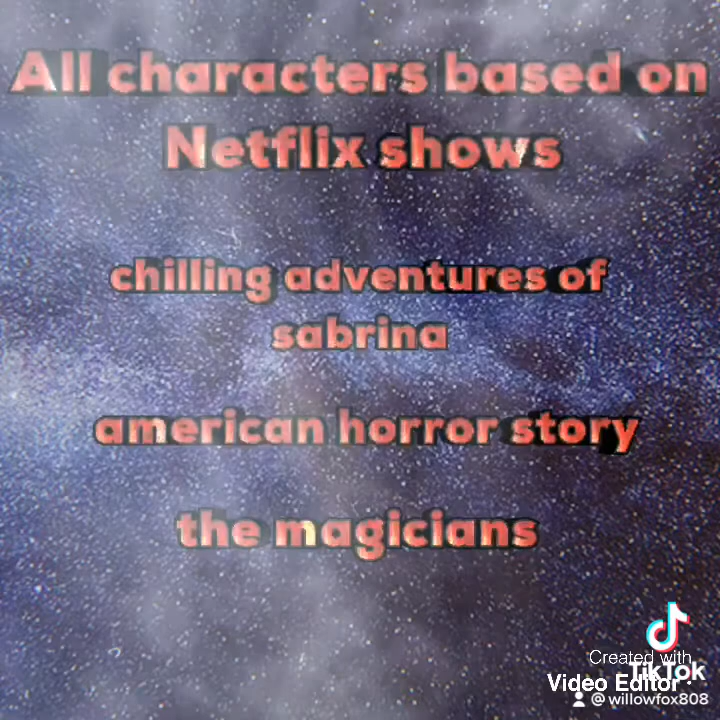 All characters based on
Netflix shows
chilling adventures of
sabrina
american horror story
the magicians
Created with
TikTok
Video Editor
@willowfox808